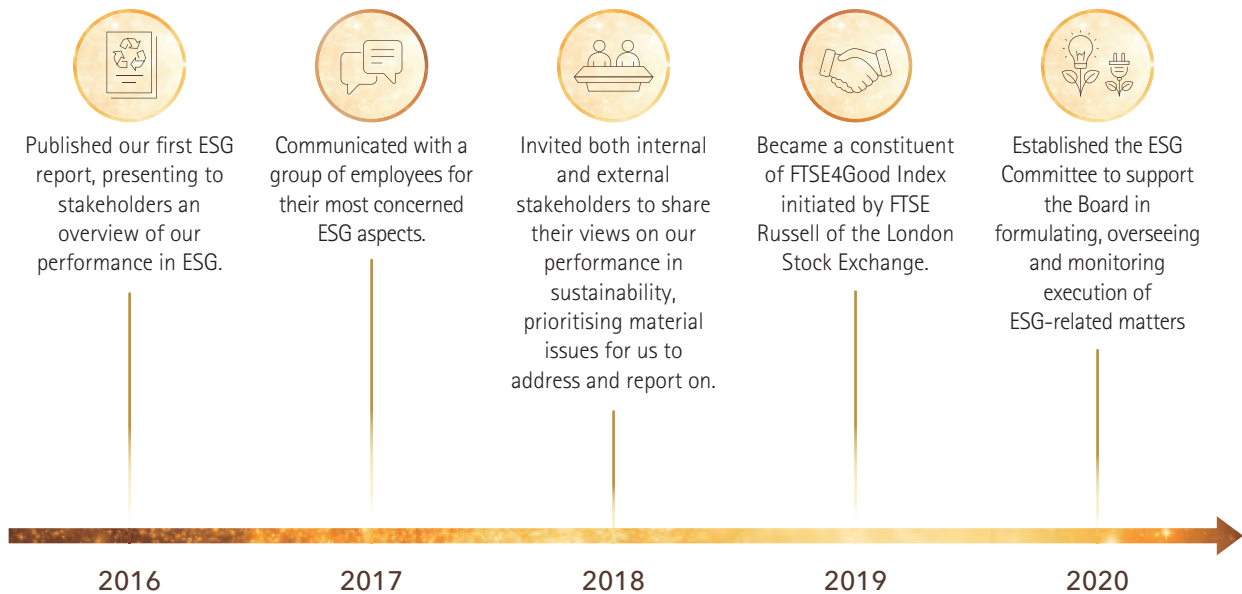 Published our first ESG
report, presenting to
stakeholders an
overview of our
performance in ESG.
Communicated with a
group of employees for
their most concerned
ESG aspects.
Invited both internal
and external
stakeholders to share
their views on our
performance in
sustainability,
prioritising material
issues for us to
address and report on.
Became a constituent
of FTSE4Good Index
initiated by FTSE
Russell of the London
Stock Exchange.
Established the ESG
Committee to support
the Board in
formulating, overseeing
and monitoring
execution of
ESG-related matters
2016
2017
2018
2019
2020